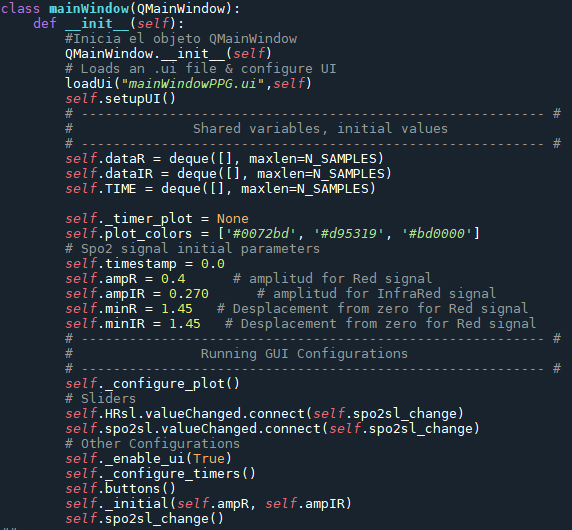 class mainWindow(QMainWindow):
    def __init__(self):
        #Inicia el objeto QMainWindow
        QMainWindow.__init__(self)
        # Loads an .ui file & configure UI
        loadUi("mainWindowPPG.ui",self)
        self.setupUI()
        # ---------------------------------------------------------- #
        #               Shared variables, initial values
        # ---------------------------------------------------------- #
        self.dataR = deque([], maxlen=N_SAMPLES)
        self.dataIR = deque([], maxlen=N_SAMPLES)
        self.TIME = deque([], maxlen=N_SAMPLES)

        self._timer_plot = None
        self.plot_colors = ['#0072bd', '#d95319', '#bd0000']
        # Spo2 signal initial parameters
        self.timestamp = 0.0
        self.ampR = 0.4      # amplitud for Red signal
        self.ampIR = 0.270      # amplitud for InfraRed signal
        self.minR = 1.45   # Desplacement from zero for Red signal
        self.minIR = 1.45   # Desplacement from zero for Red signal
        # ---------------------------------------------------------- #
        #                Running GUI Configurations
        # ---------------------------------------------------------- #
        self._configure_plot()
        # Sliders
        self.HRsl.valueChanged.connect(self.spo2sl_change)
        self.spo2sl.valueChanged.connect(self.spo2sl_change)
        # Other Configurations
        self._enable_ui(True)
        self._configure_timers()
        self.buttons()
        self._initial(self.ampR, self.ampIR)
        self.spo2sl_change()